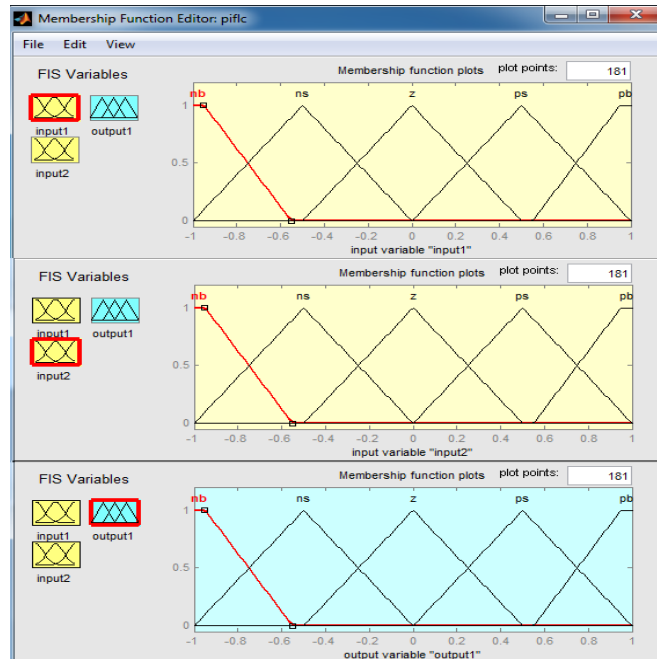 Membership Function Editor: piflc
File Edit View
FIS Variables
Membership function plots plot points: 181
input1 output1
input2
nb ns z ps pb
1
0.5
0
-1 -0.8 -0.6 -0.4 -0.2 0 0.2 0.4 0.6 0.8 1
input variable "input1"
FIS Variables
Membership function plots plot points: 181
input1 output1
input2
nb ns z ps pb
1
0.5
0
-1 -0.8 -0.6 -0.4 -0.2 0 0.2 0.4 0.6 0.8 1
input variable "input2"
FIS Variables
Membership function plots plot points: 181
input1 output1
input2
nb ns z ps pb
1
0.5
0
-1 -0.8 -0.6 -0.4 -0.2 0 0.2 0.4 0.6 0.8 1
output variable "output1"